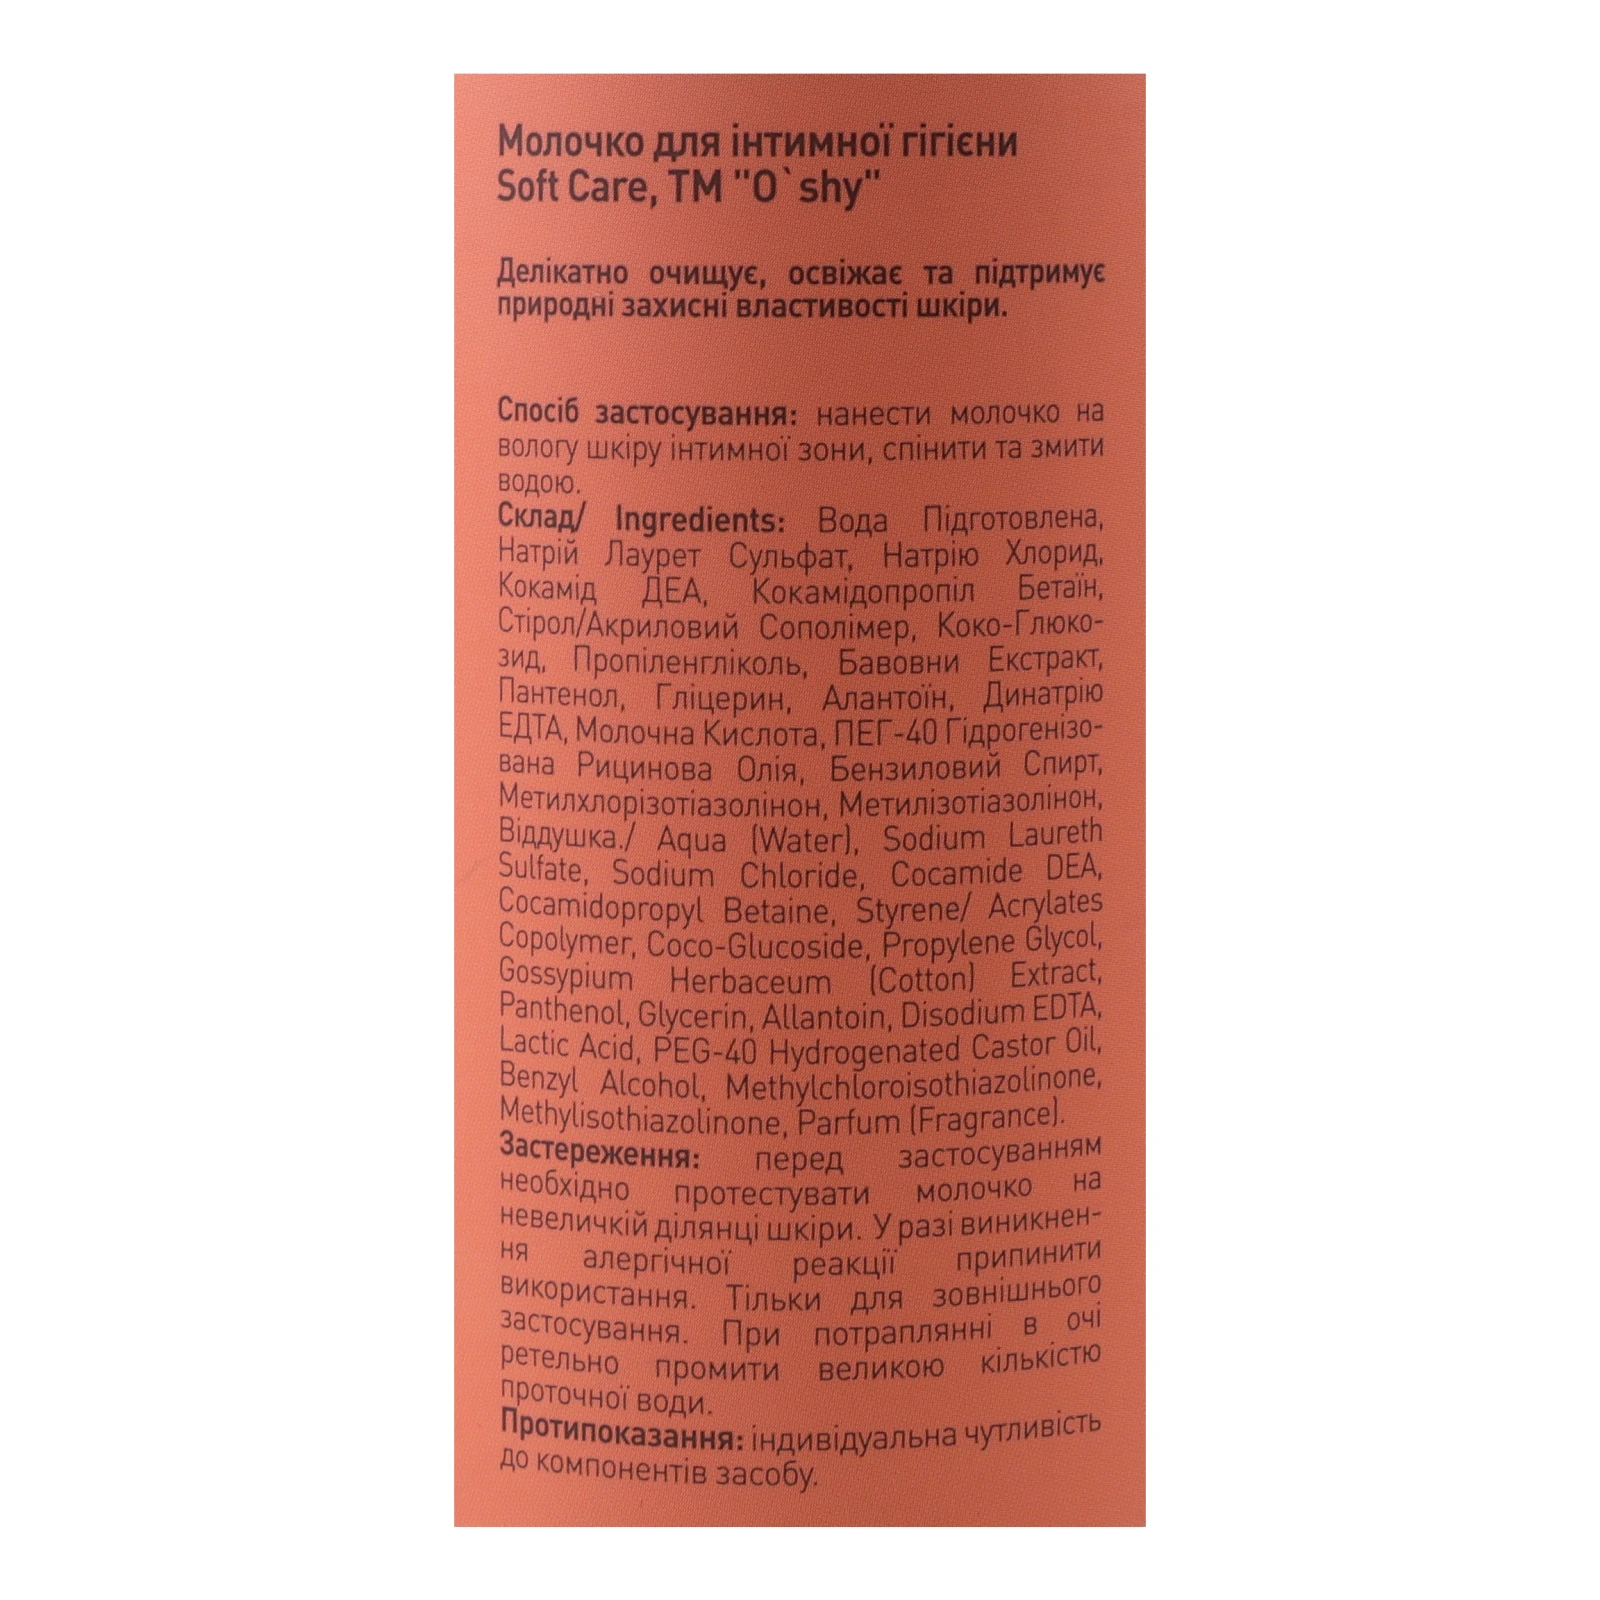 Молочко для інтимної гігієни
Soft Care, TM "O`shy"
Делікатно очищує, освіжає та підтримує
природні захисні властивості шкіри.
Спосіб застосування: нанести молочко на
вологу шкіру інтимної зони, спінити та змити
водою.
Склад/ Ingredients: Вода Підготовлена,
Натрій Лаурет Сульфат, Натрію Хлорид,
Кокамід ДЕА, Кокамідопропіл Бетаїн,
Стірол/Акриловий Сополімер, Коко-Глюко-
зид, Пропіленгліколь, Бавовни Екстракт,
Пантенол, Гліцерин, Алантоїн, Динатрію
ЕДТА, Молочна Кислота, ПЕГ-40 Гідрогенізо-
вана Рицинова Олія, Бензиловий Спирт,
Метилхлорізотіазолінон, Метилізотіазолінон,
Віддушка./ Aqua (Water), Sodium Laureth
Sulfate, Sodium Chloride, Cocamide DEA,
Cocamidopropyl Betaine, Styrene/ Acrylates
Copolymer, Coco-Glucoside, Propylene Glycol,
Gossypium Herbaceum (Cotton) Extract,
Panthenol, Glycerin, Allantoin, Disodium EDTA,
Lactic Acid, PEG-40 Hydrogenated Castor Oil,
Benzyl Alcohol, Methylchloroisothiazolinone,
Methylisothiazolinone, Parfum (Fragrance).
Застереження: перед застосуванням
необхідно протестувати молочко на
невеличкій ділянці шкіри. У разі виникнен-
ня алергічної реакції припинити
використання. Тільки для зовнішнього
застосування. При потраплянні в очі
ретельно промити великою кількістю
проточної води.
Протипоказання: індивідуальна чутливість
до компонентів засобу.